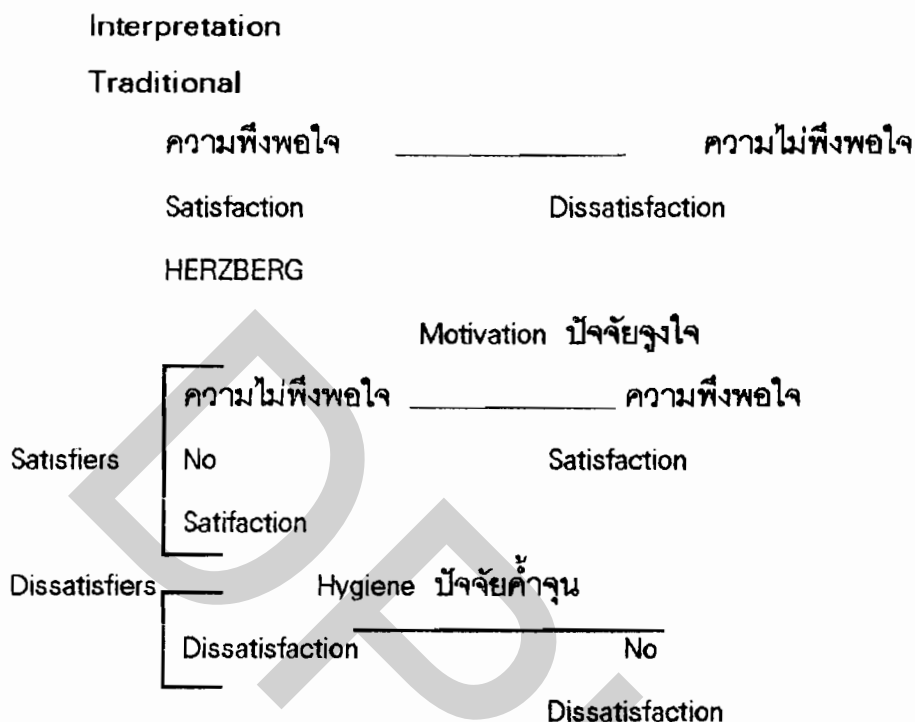 Interpretation
Traditional
ความพึงพอใจ ความไม่พึงพอใจ
Satisfaction Dissatisfaction
HERZBERG
Motivation ปัจจัยจูงใจ
ความไม่พึงพอใจ ความพึงพอใจ
Satisfiers No Satisfaction
Satifaction
Dissatisfiers Hygiene ปัจจัยค้ำจุน
Dissatisfaction No
Dissatisfaction